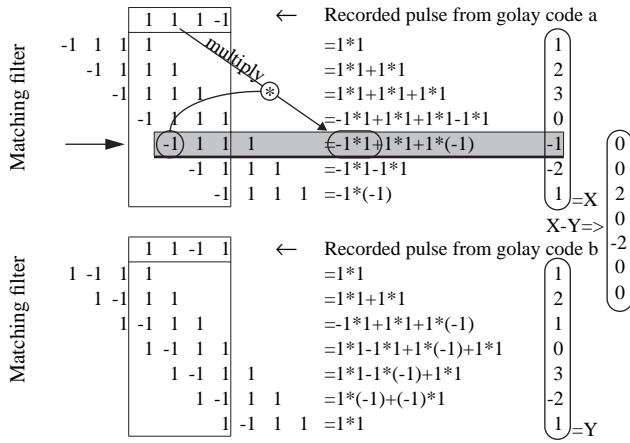 1 1 1 -1 ← Recorded pulse from golay code a
-1 1 1 1 =1*1 1
-1 1 1 1 =1*1+1*1 2
-1 1 1 1 =1*1+1*1+1*1 3
-1 1 1 1 =-1*1+1*1+1*1-1*1 0
-1 1 1 1 =-1*1+1*1+1*(-1) -1
-1 1 1 1 =-1*1-1*1 -2
-1 1 1 1 =-1*(-1) 1 =X
multiply
*
Matching filter
X-Y=>
0
0
2
0
-2
0
0
1 1 -1 1 ← Recorded pulse from golay code b
1 -1 1 1 =1*1 1
1 -1 1 1 =1*1+1*1 2
1 -1 1 1 =-1*1+1*1+1*(-1) 1
1 -1 1 1 =1*1-1*1+1*(-1)+1*1 0
1 -1 1 1 =1*1-1*(-1)+1*1 3
1 -1 1 1 =1*(-1)+(-1)*1 -2
1 -1 1 1 =1*1 1 =Y
Matching filter